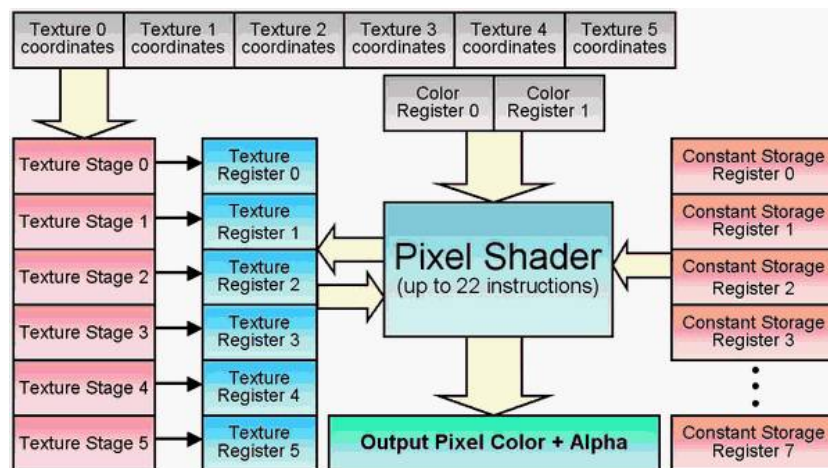 Texture 0 coordinates
Texture 1 coordinates
Texture 2 coordinates
Texture 3 coordinates
Texture 4 coordinates
Texture 5 coordinates
Color Register 0
Color Register 1
Texture Stage 0
Texture Stage 1
Texture Stage 2
Texture Stage 3
Texture Stage 4
Texture Stage 5
Texture Register 0
Texture Register 1
Texture Register 2
Texture Register 3
Texture Register 4
Texture Register 5
Pixel Shader
(up to 22 instructions)
Output Pixel Color + Alpha
Constant Storage Register 0
Constant Storage Register 1
Constant Storage Register 2
Constant Storage Register 3
Constant Storage Register 7